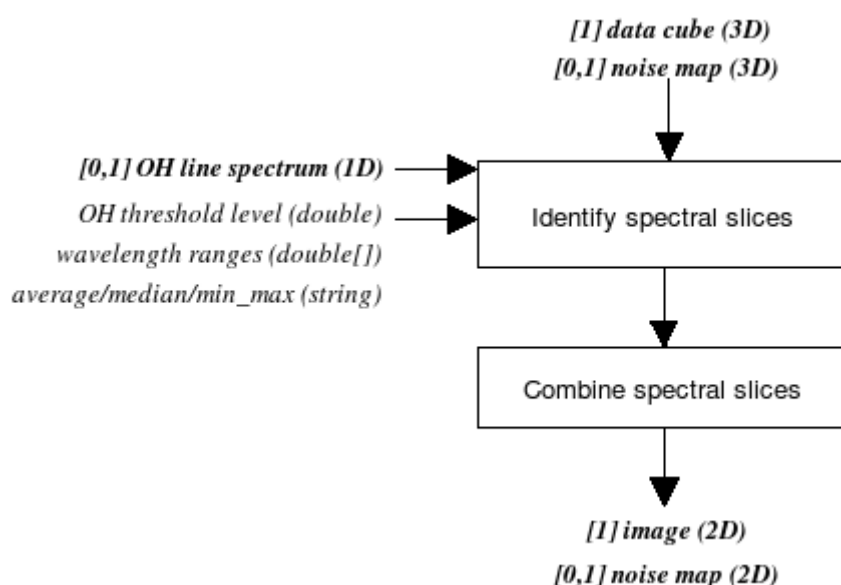 [1] data cube (3D)
[0,1] noise map (3D)
[0,1] OH line spectrum (1D)
OH threshold level (double)
wavelength ranges (double[])
average/median/min_max (string)
Identify spectral slices
Combine spectral slices
[1] image (2D)
[0,1] noise map (2D)